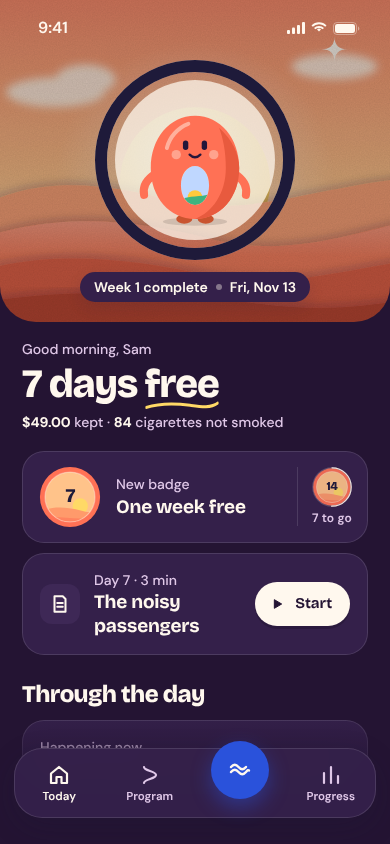 9:41
Week 1 complete • Fri, Nov 13
Good morning, Sam
7 days free
$49.00 kept · 84 cigarettes not smoked
7
New badge
One week free
14
7 to go
Day 7 · 3 min
The noisy
passengers
Start
Through the day
Happening now
Today
Program
Progress